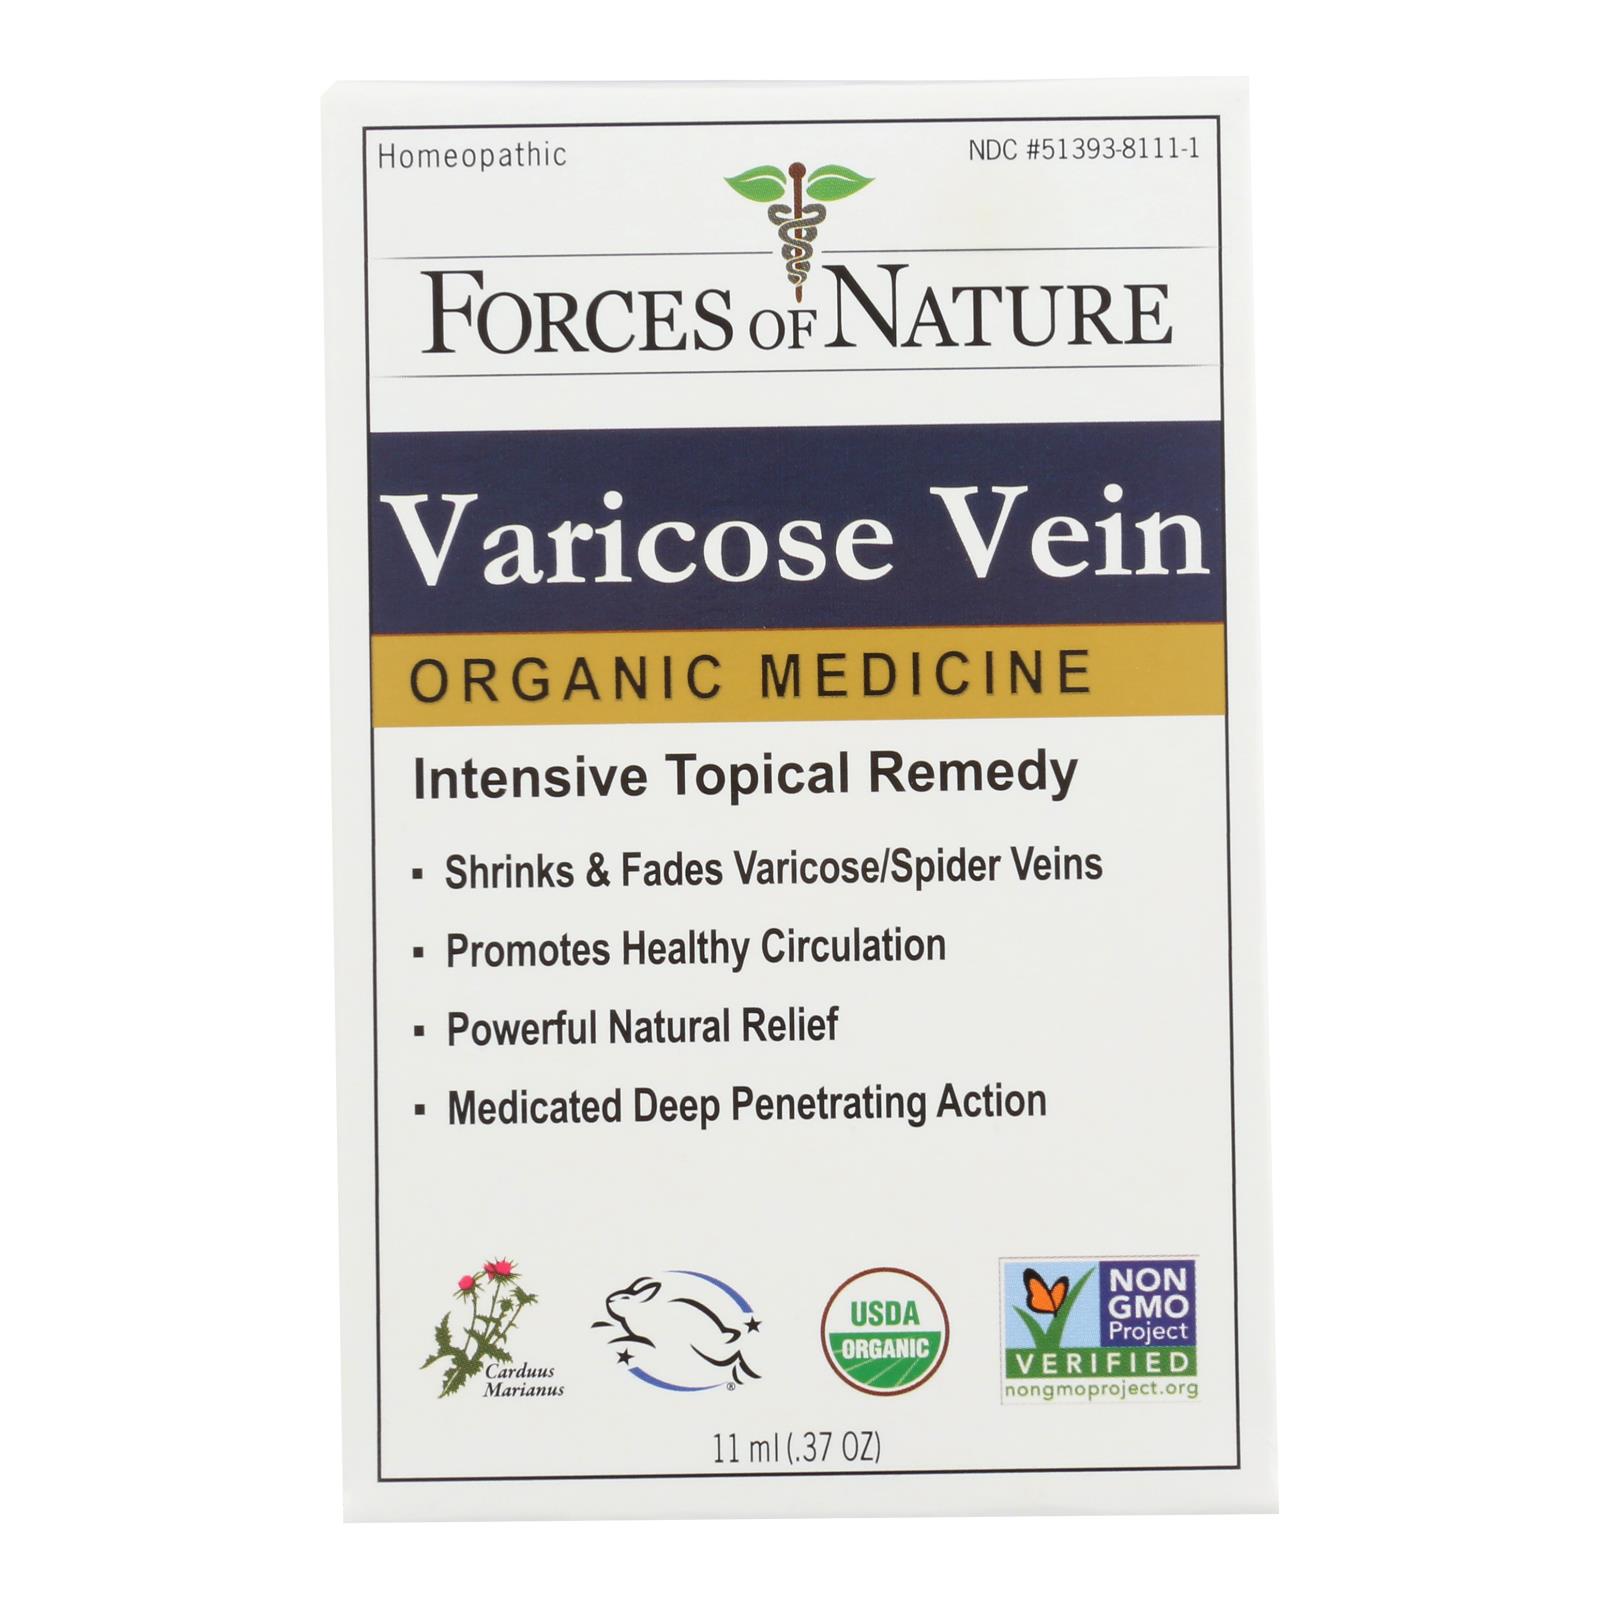 Homeopathic
NDC #51393-8111-1
FORCES OF NATURE
Varicose Vein
ORGANIC MEDICINE
Intensive Topical Remedy
▪ Shrinks & Fades Varicose/Spider Veins
▪ Promotes Healthy Circulation
▪ Powerful Natural Relief
▪ Medicated Deep Penetrating Action
Carduus
Marianus
®
USDA
ORGANIC
NON
GMO
Project
VERIFIED
nongmoproject.org
11 ml (.37 OZ)